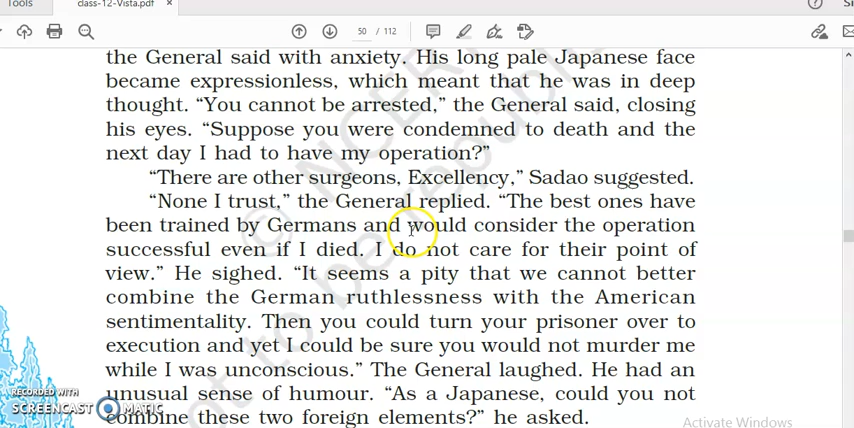 Tools
class-12-Vista.pdf
50 / 112
the General said with anxiety. His long pale Japanese face
became expressionless, which meant that he was in deep
thought. “You cannot be arrested,” the General said, closing
his eyes. “Suppose you were condemned to death and the
next day I had to have my operation?”
“There are other surgeons, Excellency,” Sadao suggested.
“None I trust,” the General replied. “The best ones have
been trained by Germans and would consider the operation
successful even if I died. I do not care for their point of
view.” He sighed. “It seems a pity that we cannot better
combine the German ruthlessness with the American
sentimentality. Then you could turn your prisoner over to
execution and yet I could be sure you would not murder me
while I was unconscious.” The General laughed. He had an
unusual sense of humour. “As a Japanese, could you not
combine these two foreign elements?” he asked.
© NCERT
not to be republi
RECORDED WITH
SCREENCAST MATIC
Activate Windows